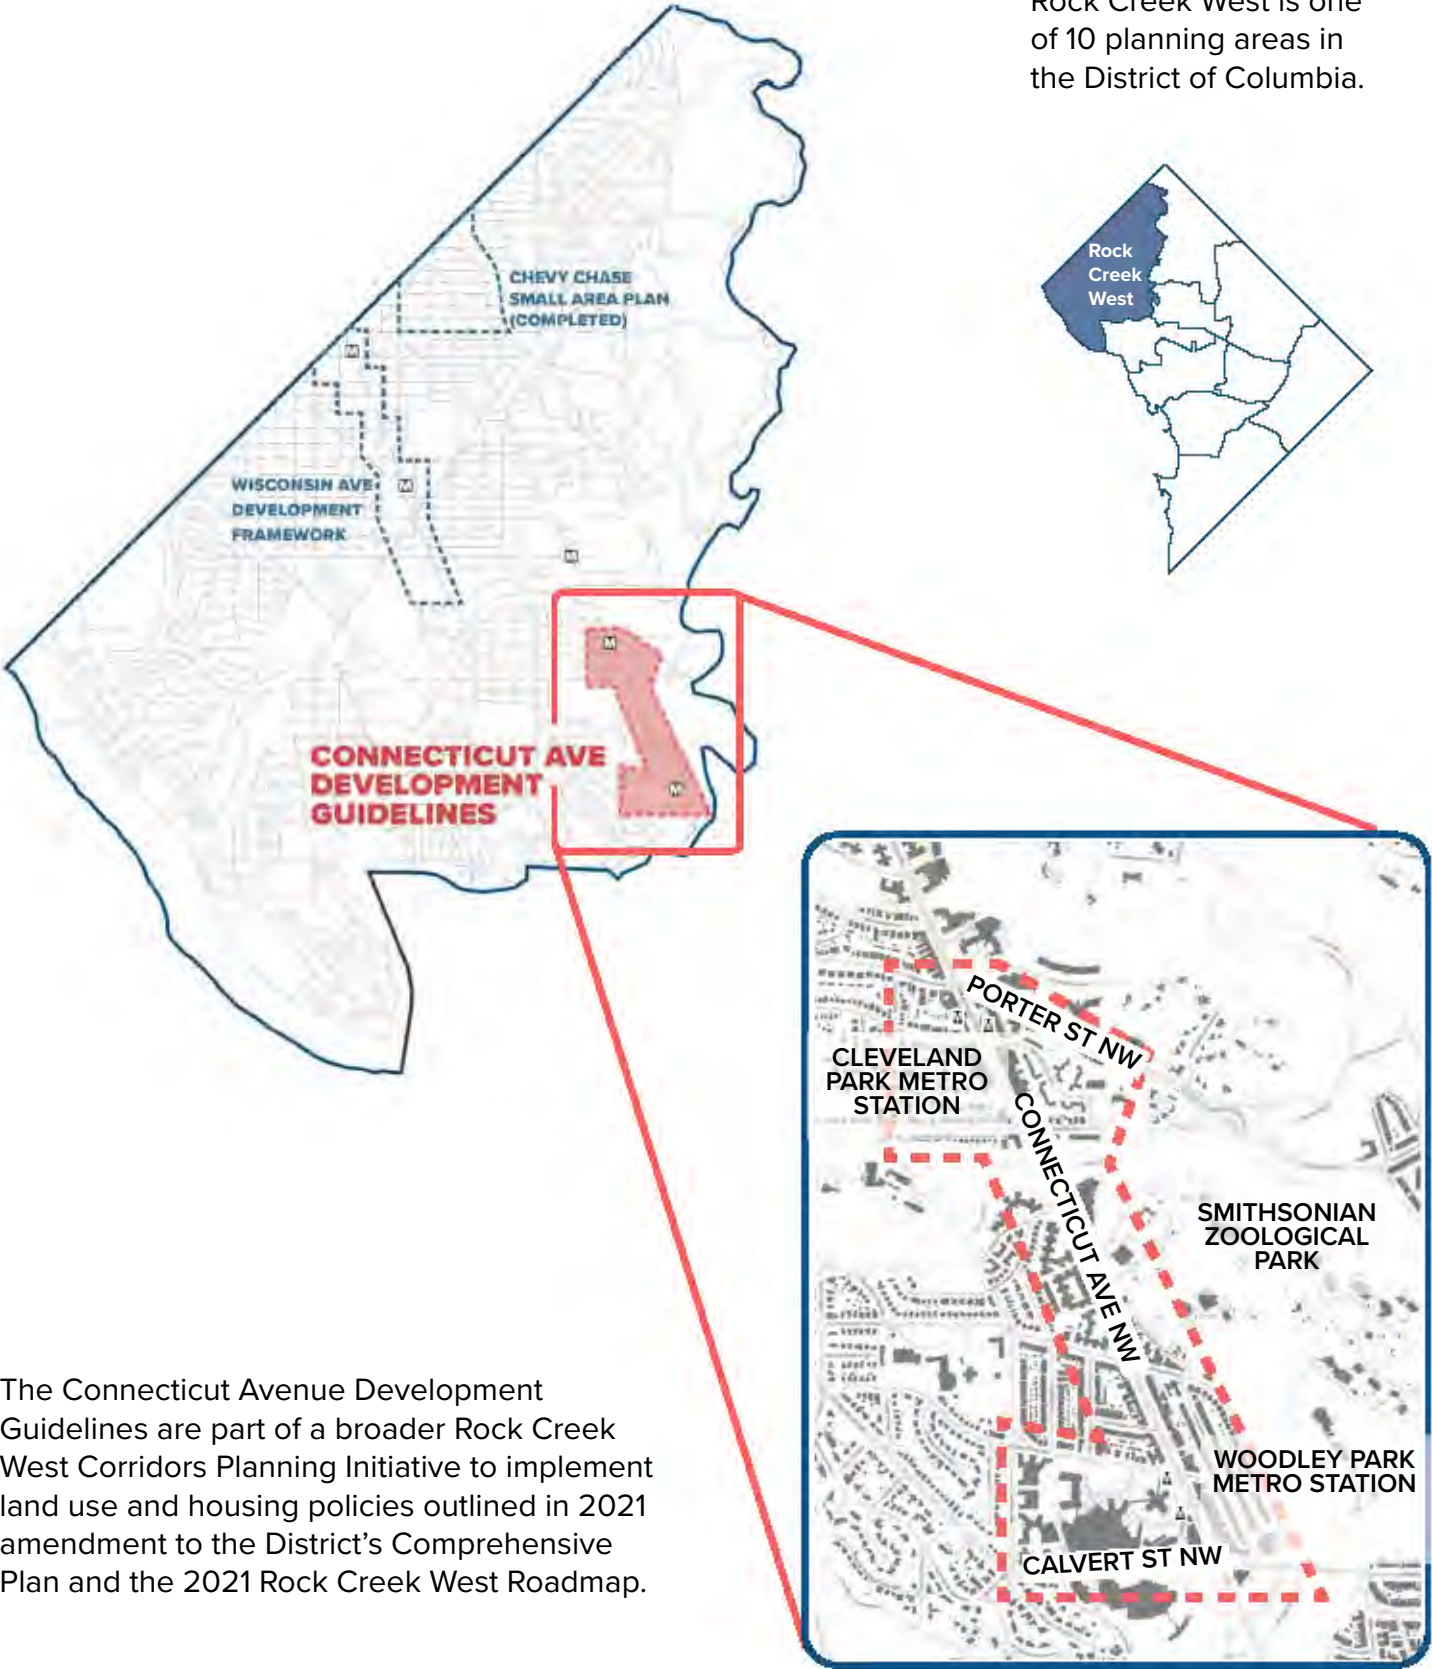 Rock Creek West is one
of 10 planning areas in
the District of Columbia.
Rock
Creek
West
CHEVY CHASE
SMALL AREA PLAN
(COMPLETED)
M
WISCONSIN AVE
DEVELOPMENT
FRAMEWORK
M
M
M
CONNECTICUT AVE
DEVELOPMENT
GUIDELINES
M
PORTER ST NW
CLEVELAND
PARK METRO
STATION
CONNECTICUT AVE NW
SMITHSONIAN
ZOOLOGICAL
PARK
WOODLEY PARK
METRO STATION
CALVERT ST NW
The Connecticut Avenue Development
Guidelines are part of a broader Rock Creek
West Corridors Planning Initiative to implement
land use and housing policies outlined in 2021
amendment to the District’s Comprehensive
Plan and the 2021 Rock Creek West Roadmap.